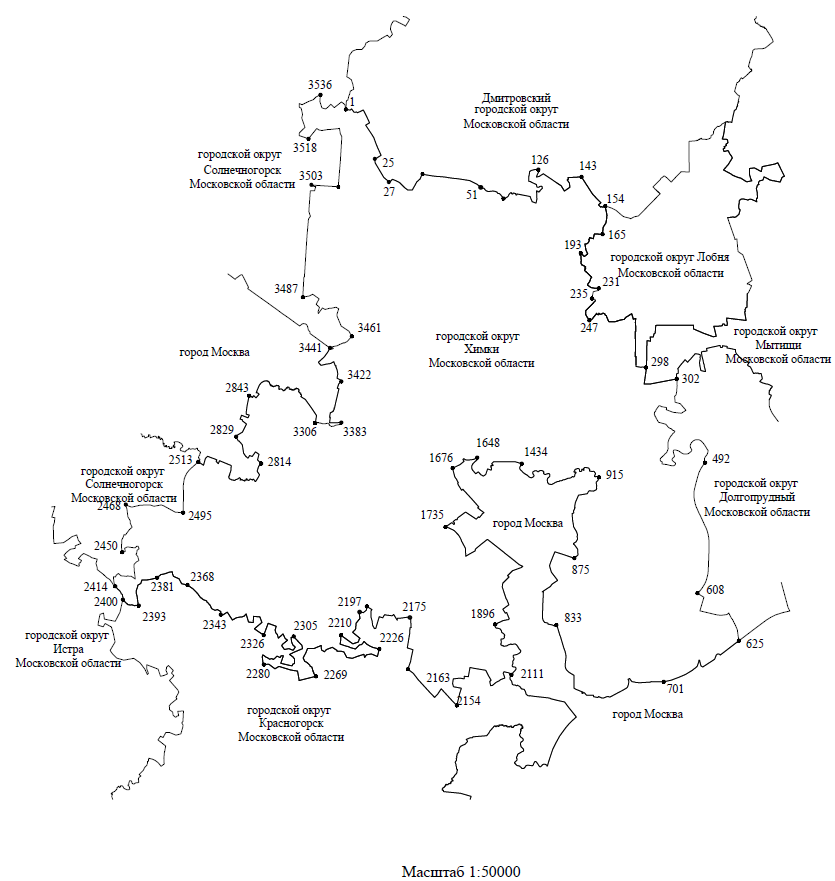 3536
1
Дмитровский
городской округ
Московской области
3518
городской округ
Солнечногорск
Московской области
3503
25
27
51
126
143
154
165
193
городской округ Лобня
Московской области
231
235
247
3487
3461
3441
городской округ
Химки
Московской области
городской округ
Мытищи
Московской области
298
302
город Москва
3422
2843
2829
3306
3383
2814
2513
1676
1648
1434
915
492
городской округ
Солнечногорск
Московской области
2468
2495
1735
город Москва
городской округ
Долгопрудный
Московской области
2450
875
2414
2400
2393
2381
2368
2343
2326
2305
2197
2210
2175
2226
1896
833
608
625
городской округ
Истра
Московской области
2280
2269
2163
2154
2111
701
городской округ
Красногорск
Московской области
город Москва
Масштаб 1:50000